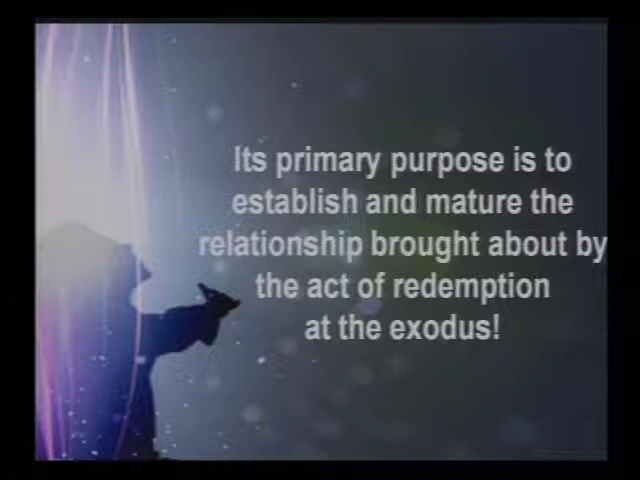 Its primary purpose is to
establish and mature the
relationship brought about by
the act of redemption
at the exodus!